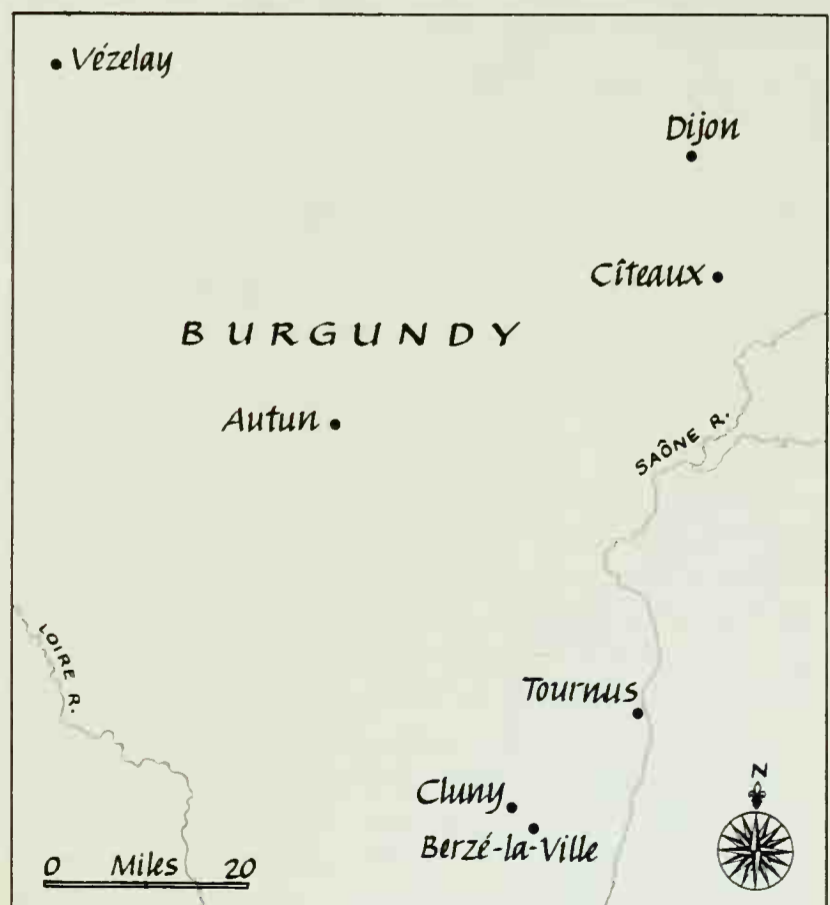 Vézelay
Dijon
Cîteaux
BURGUNDY
Autun
SAÔNE R.
LOIRE R.
Tournus
N
Cluny
Berzé-la-Ville
0 Miles 20